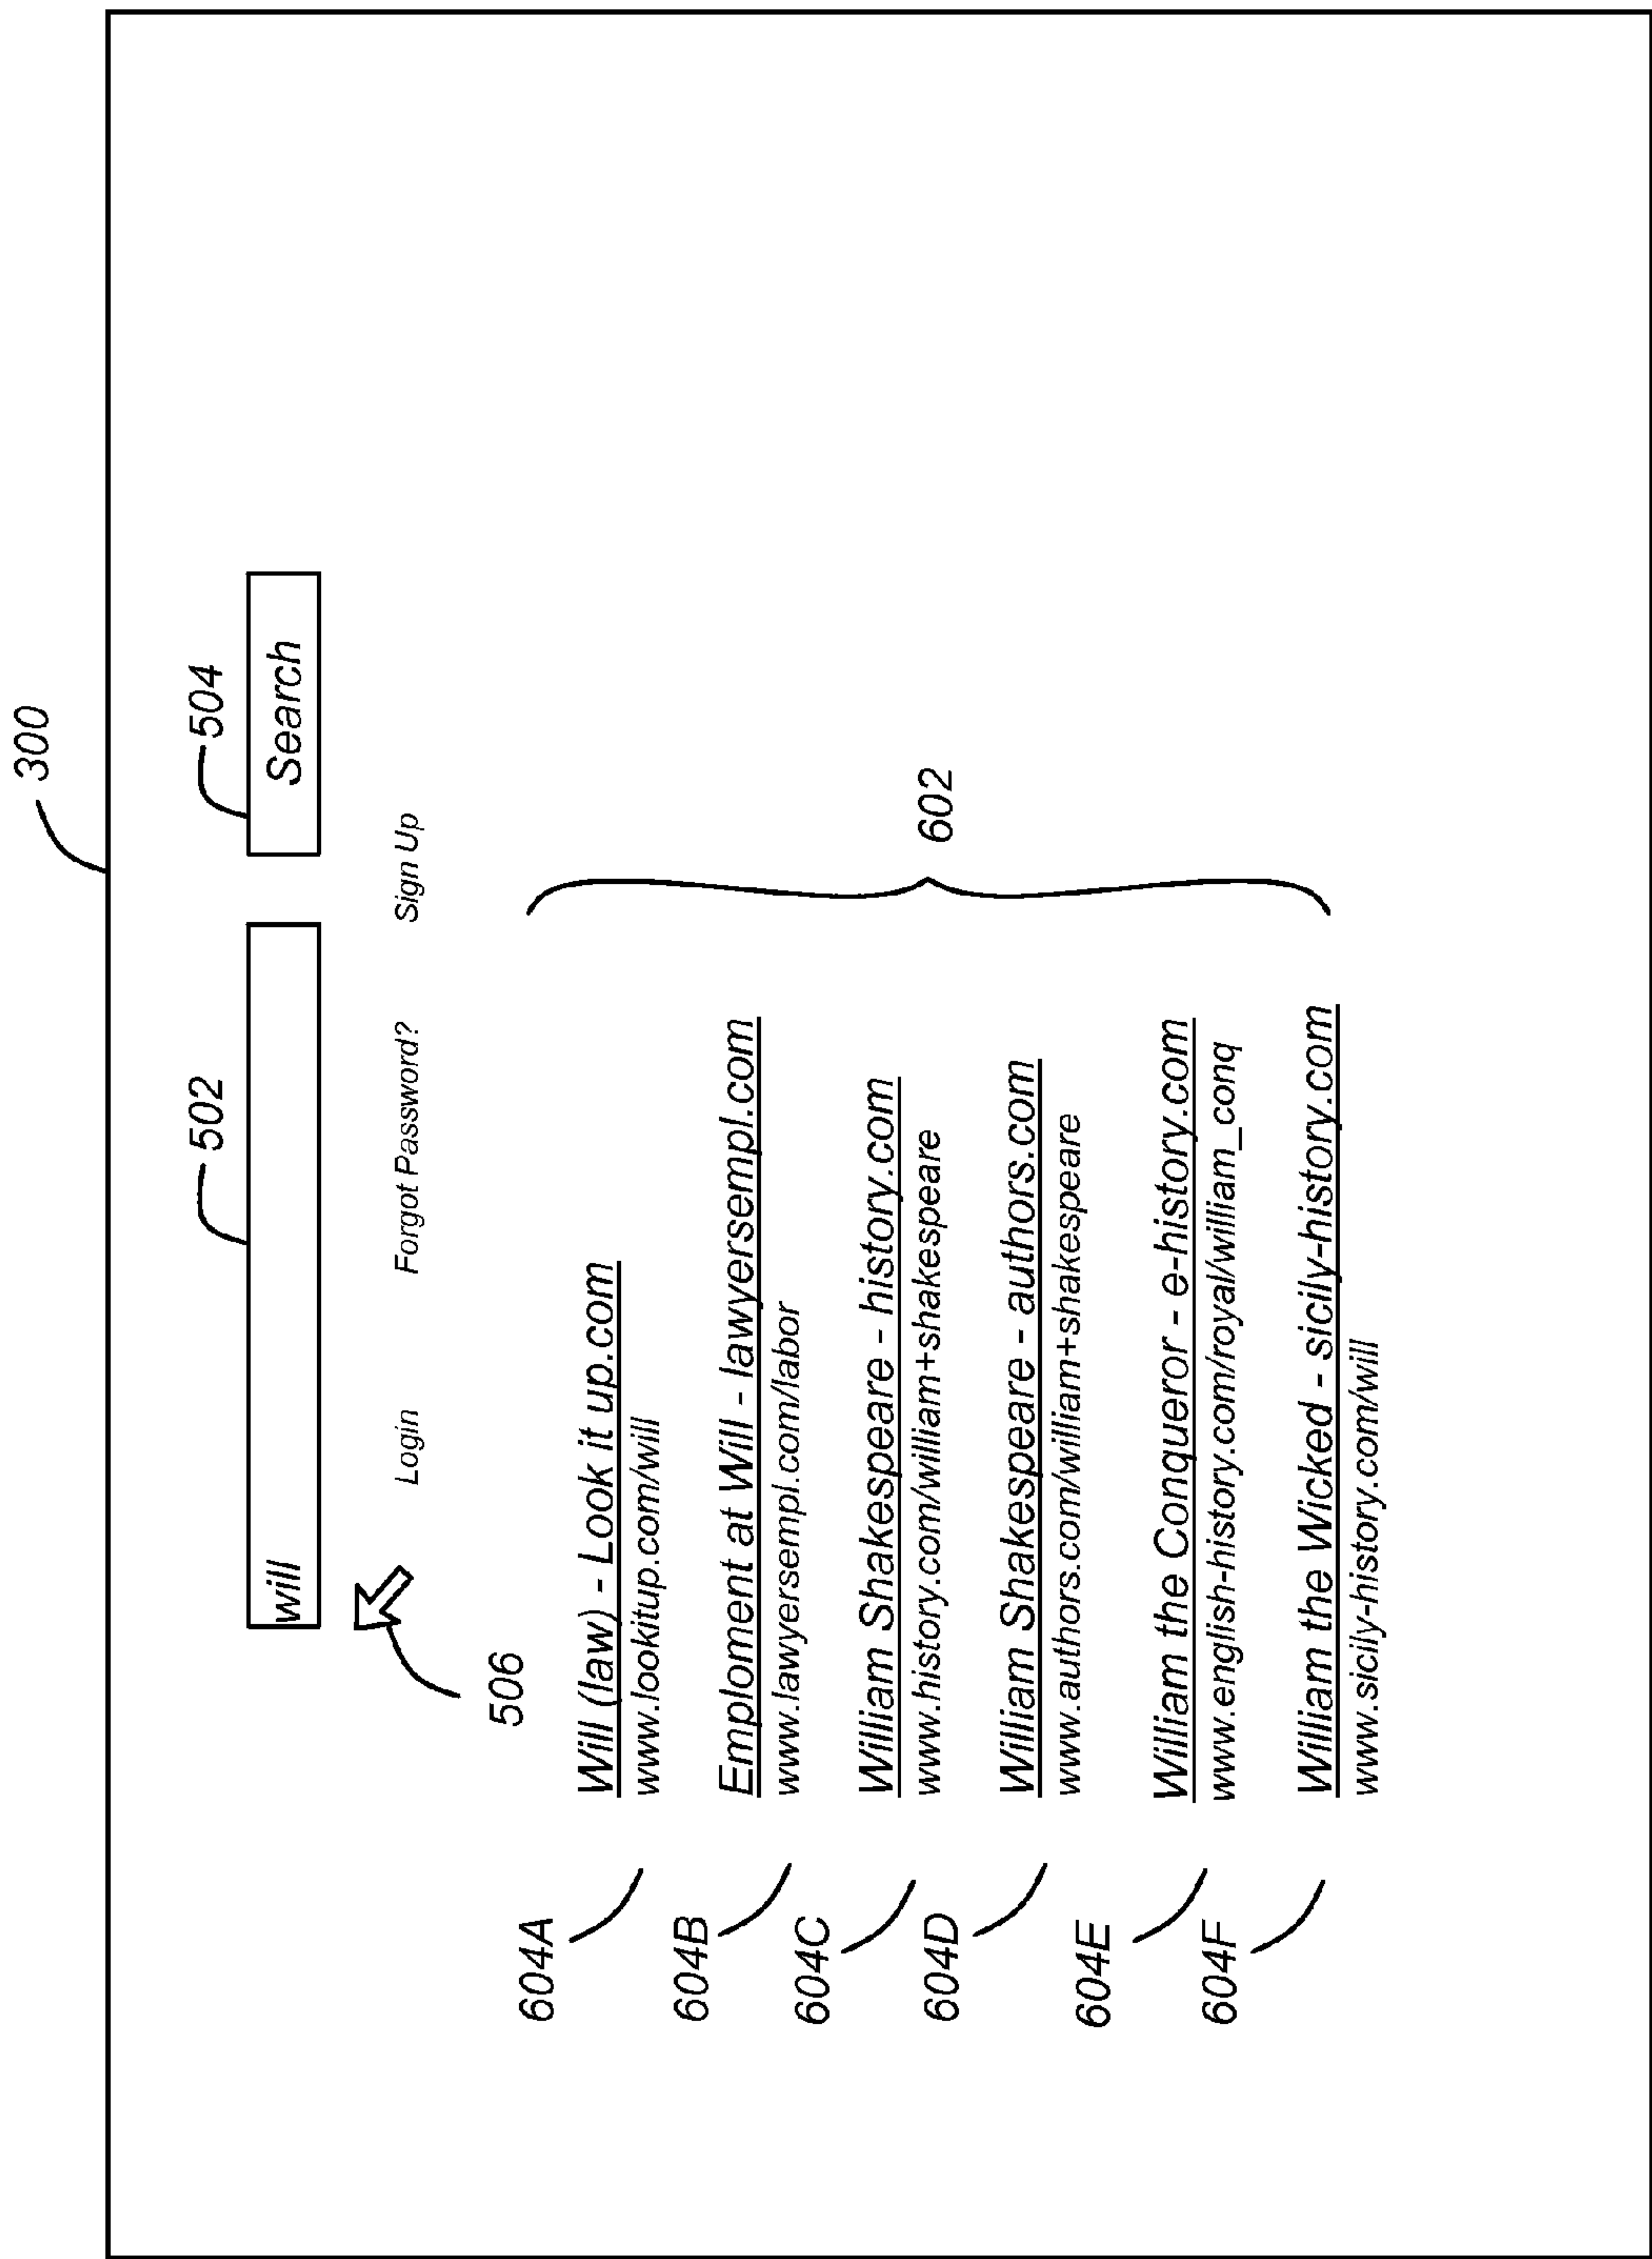 300
502
504
will
Search
506
Login Forgot Password? Sign Up
604A
Will (law) - Look it up.com
www.lookitup.com/will
604B
Emploment at Will - lawyersempl.com
www.lawyersempl.com/labor
604C
William Shakespeare - history.com
www.history.com/william+shakespeare
602
604D
William Shakespeare - authors.com
www.authors.com/william+shakespeare
604E
William the Conqueror - e-history.com
www.english-history.com/royal/william_conq
604F
William the Wicked - sicily-history.com
www.sicily-history.com/will